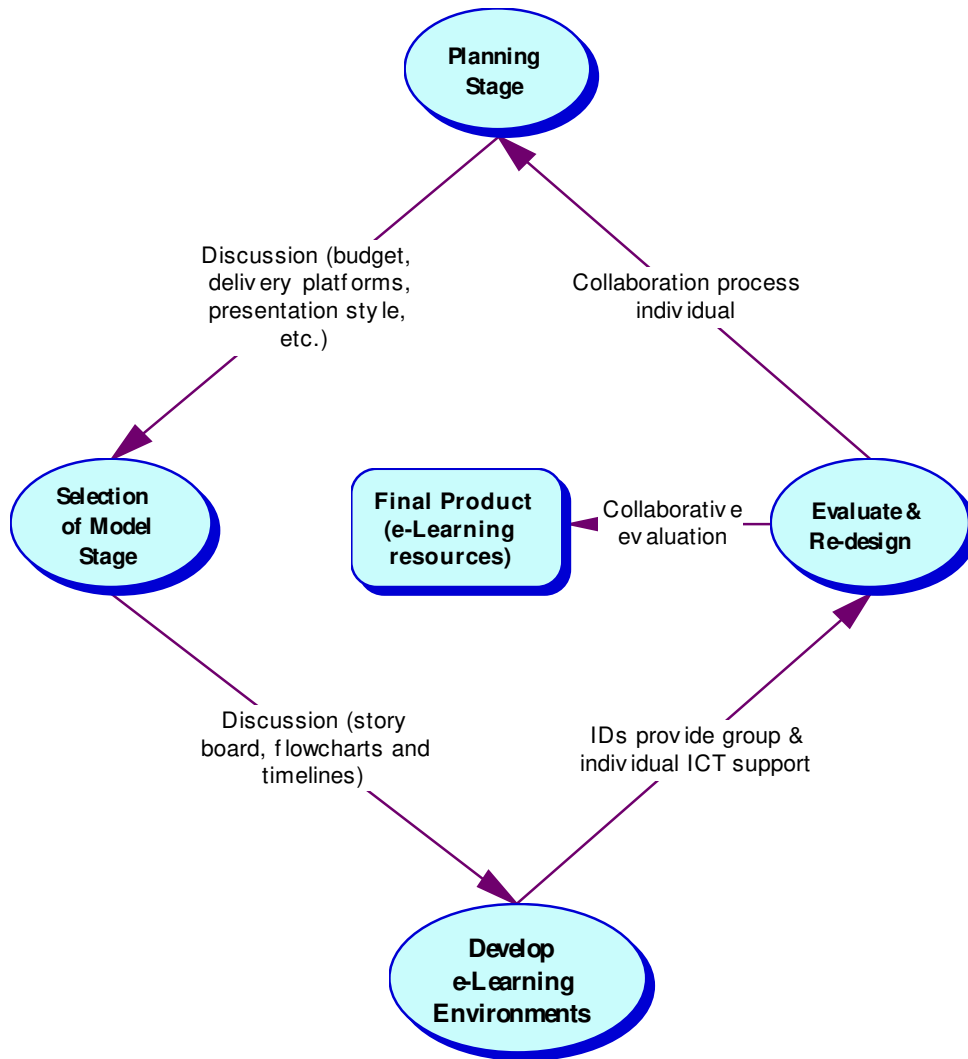 Planning
Stage
Discussion (budget,
delivery platforms,
presentation style,
etc.)
Collaboration process
individual
Selection
of Model
Stage
Final Product
(e-Learning
resources)
Collaborative
evaluation
Evaluate &
Re-design
Discussion (story
board, flowcharts and
timelines)
IDs provide group &
individual ICT support
Develop
e-Learning
Environments